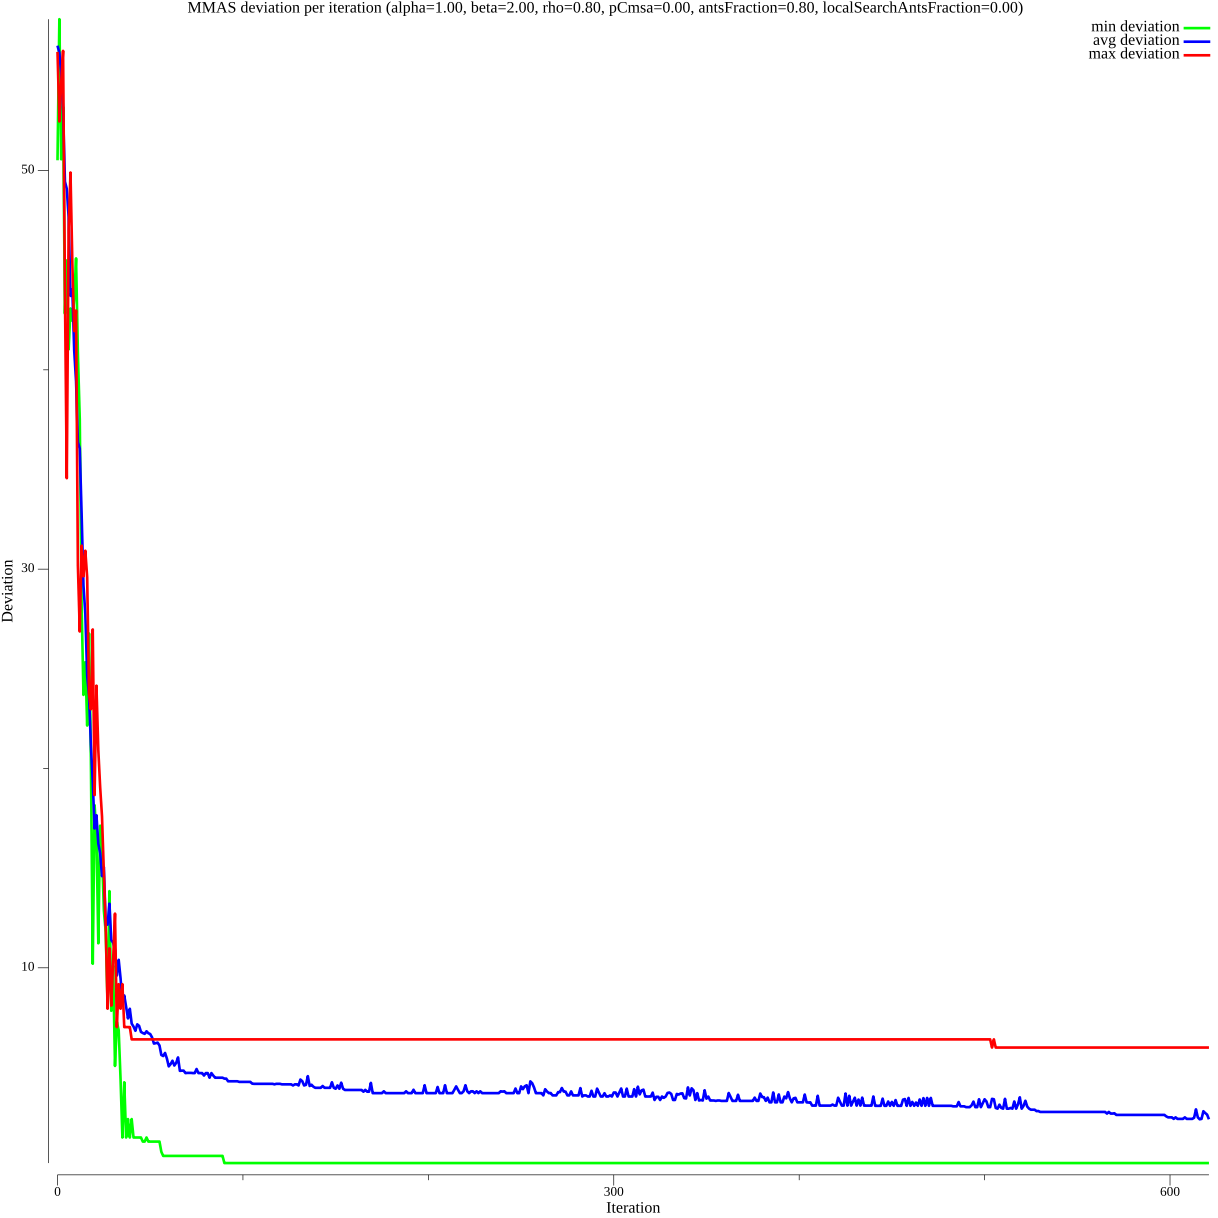 MMAS deviation per iteration (alpha=1.00, beta=2.00, rho=0.80, pCmsa=0.00, antsFraction=0.80, localSearchAntsFraction=0.00)
min deviation
avg deviation
max deviation
50
30
10
Deviation
0
300
600
Iteration